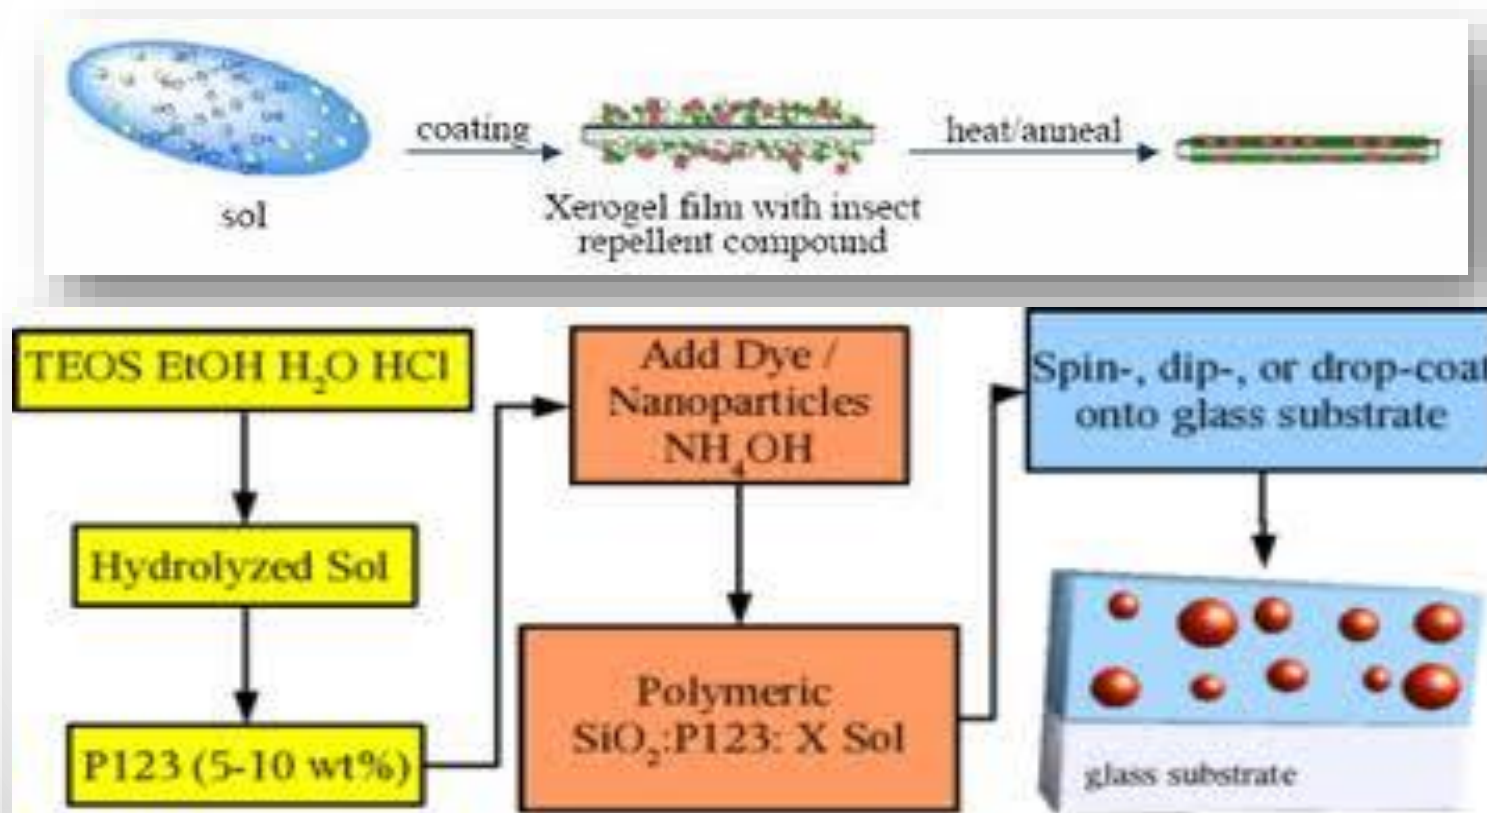 coating
heat/anneal
sol
Xerogel film with insect
repellent compound
TEOS EtOH H₂O HCl
Hydrolyzed Sol
P123 (5-10 wt%)
Add Dye /
Nanoparticles
NH₄OH
Polymeric
SiO₂:P123: X Sol
Spin-, dip-, or drop-coat
onto glass substrate
glass substrate